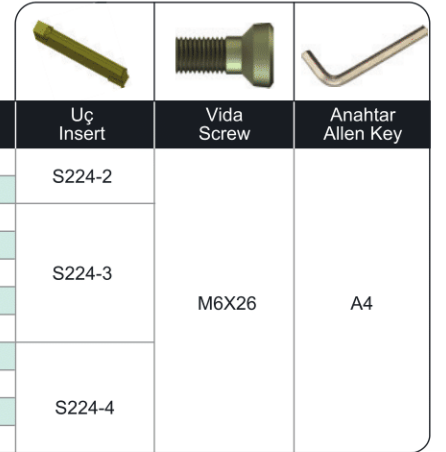 Uç
Insert
Vida
Screw
Anahtar
Allen Key
S224-2
S224-3
M6X26
A4
S224-4